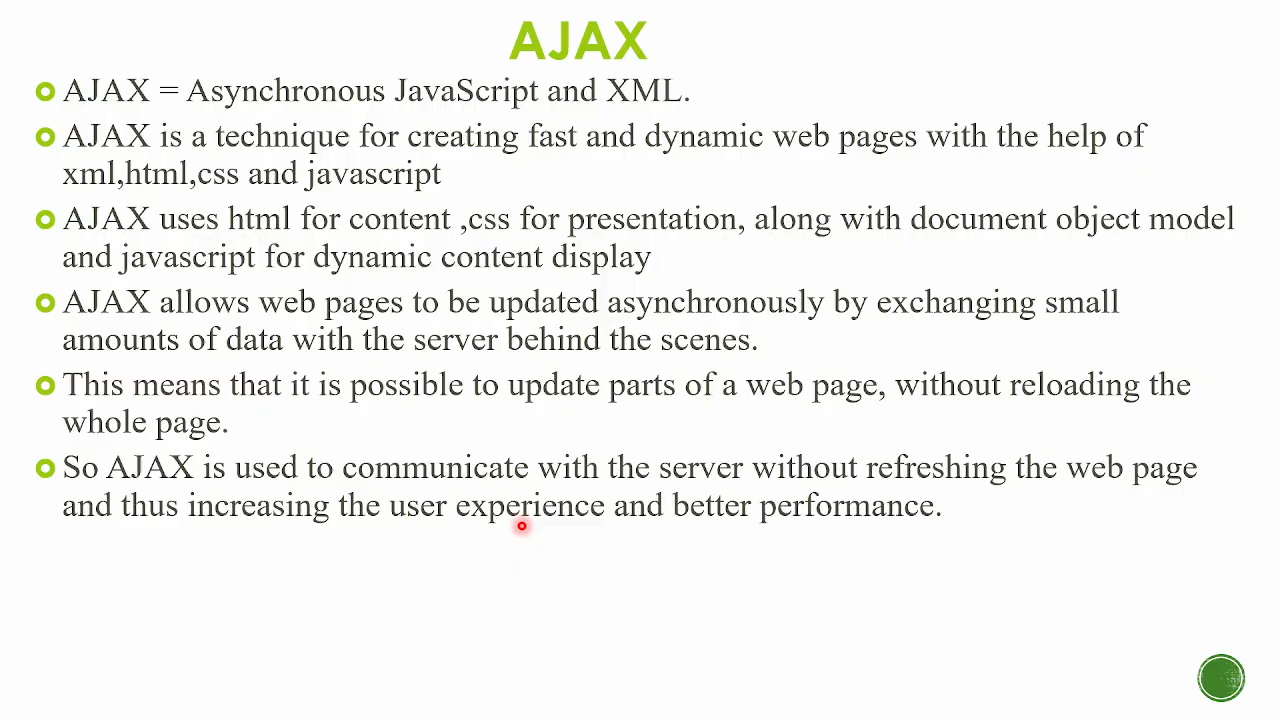 AJAX
AJAX = Asynchronous JavaScript and XML.
AJAX is a technique for creating fast and dynamic web pages with the help of
xml,html,css and javascript
AJAX uses html for content ,css for presentation, along with document object model
and javascript for dynamic content display
AJAX allows web pages to be updated asynchronously by exchanging small
amounts of data with the server behind the scenes.
This means that it is possible to update parts of a web page, without reloading the
whole page.
So AJAX is used to communicate with the server without refreshing the web page
and thus increasing the user experience and better performance.